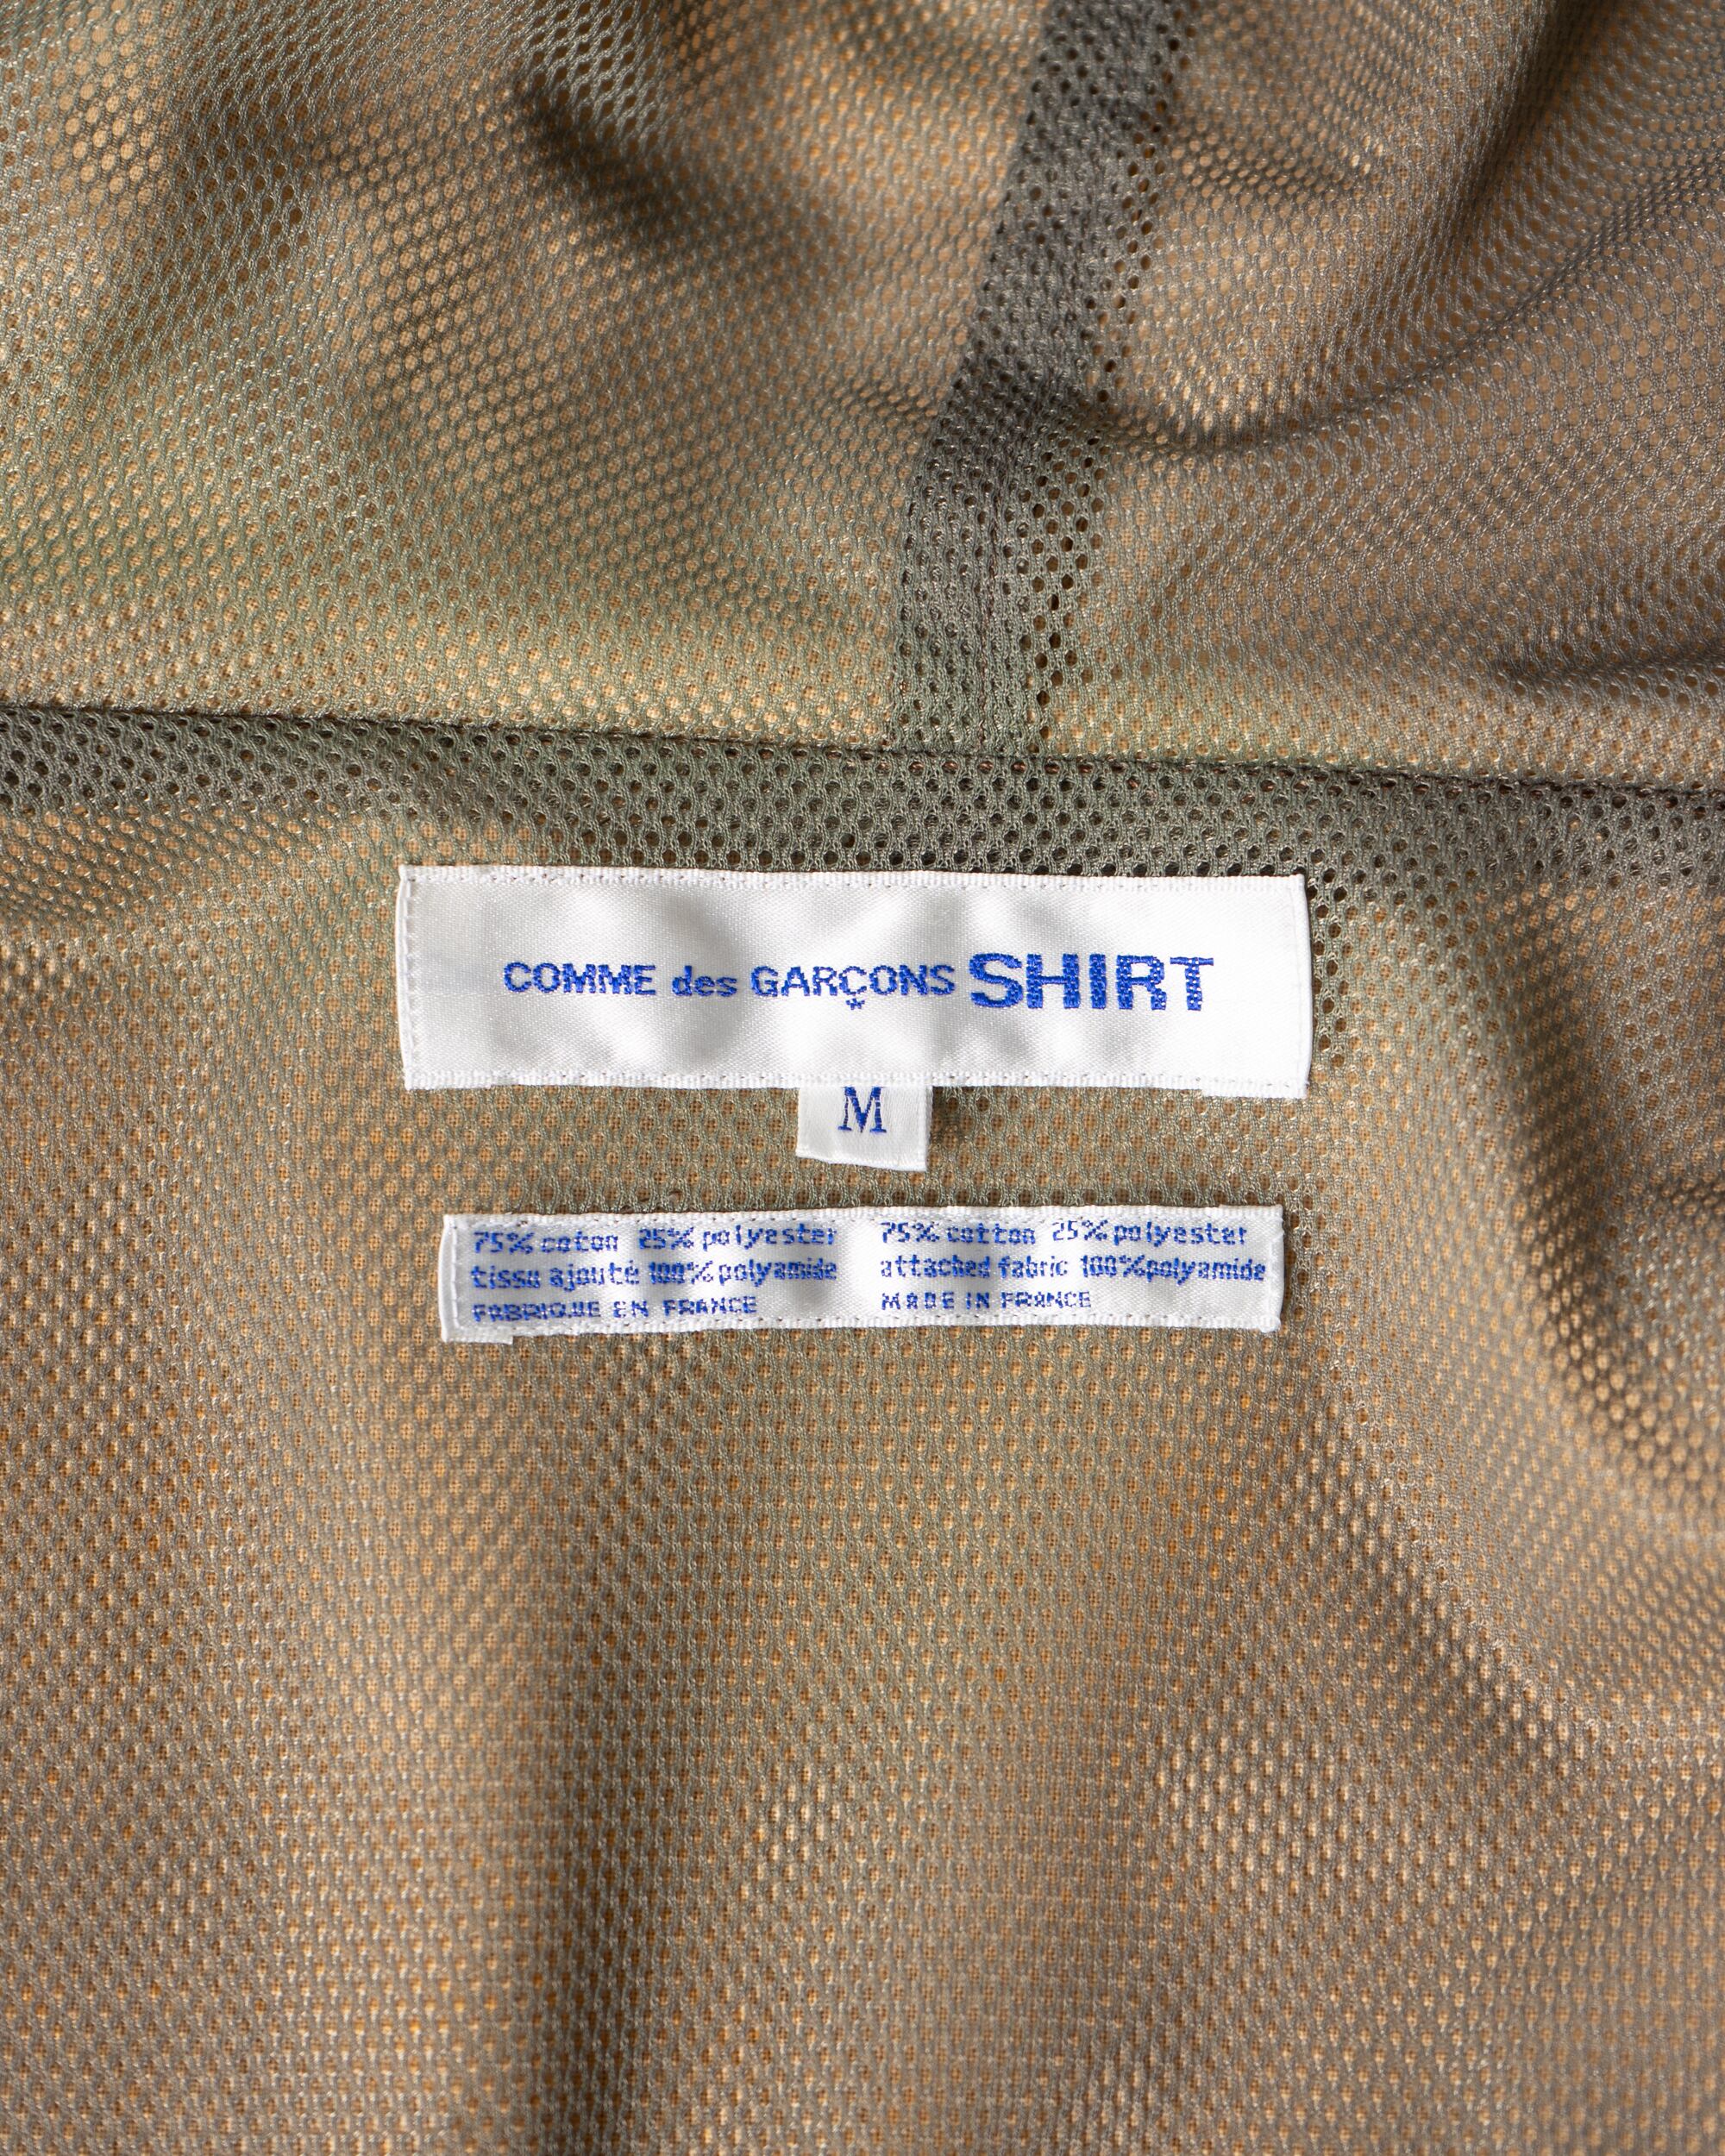 COMME des GARÇONS SHIRT
M
75% coton 25% polyester
tissu ajouté 100% polyamide
FABRIQUE EN FRANCE
75% cotton 25% polyester
attached fabric 100% polyamide
MADE IN FRANCE